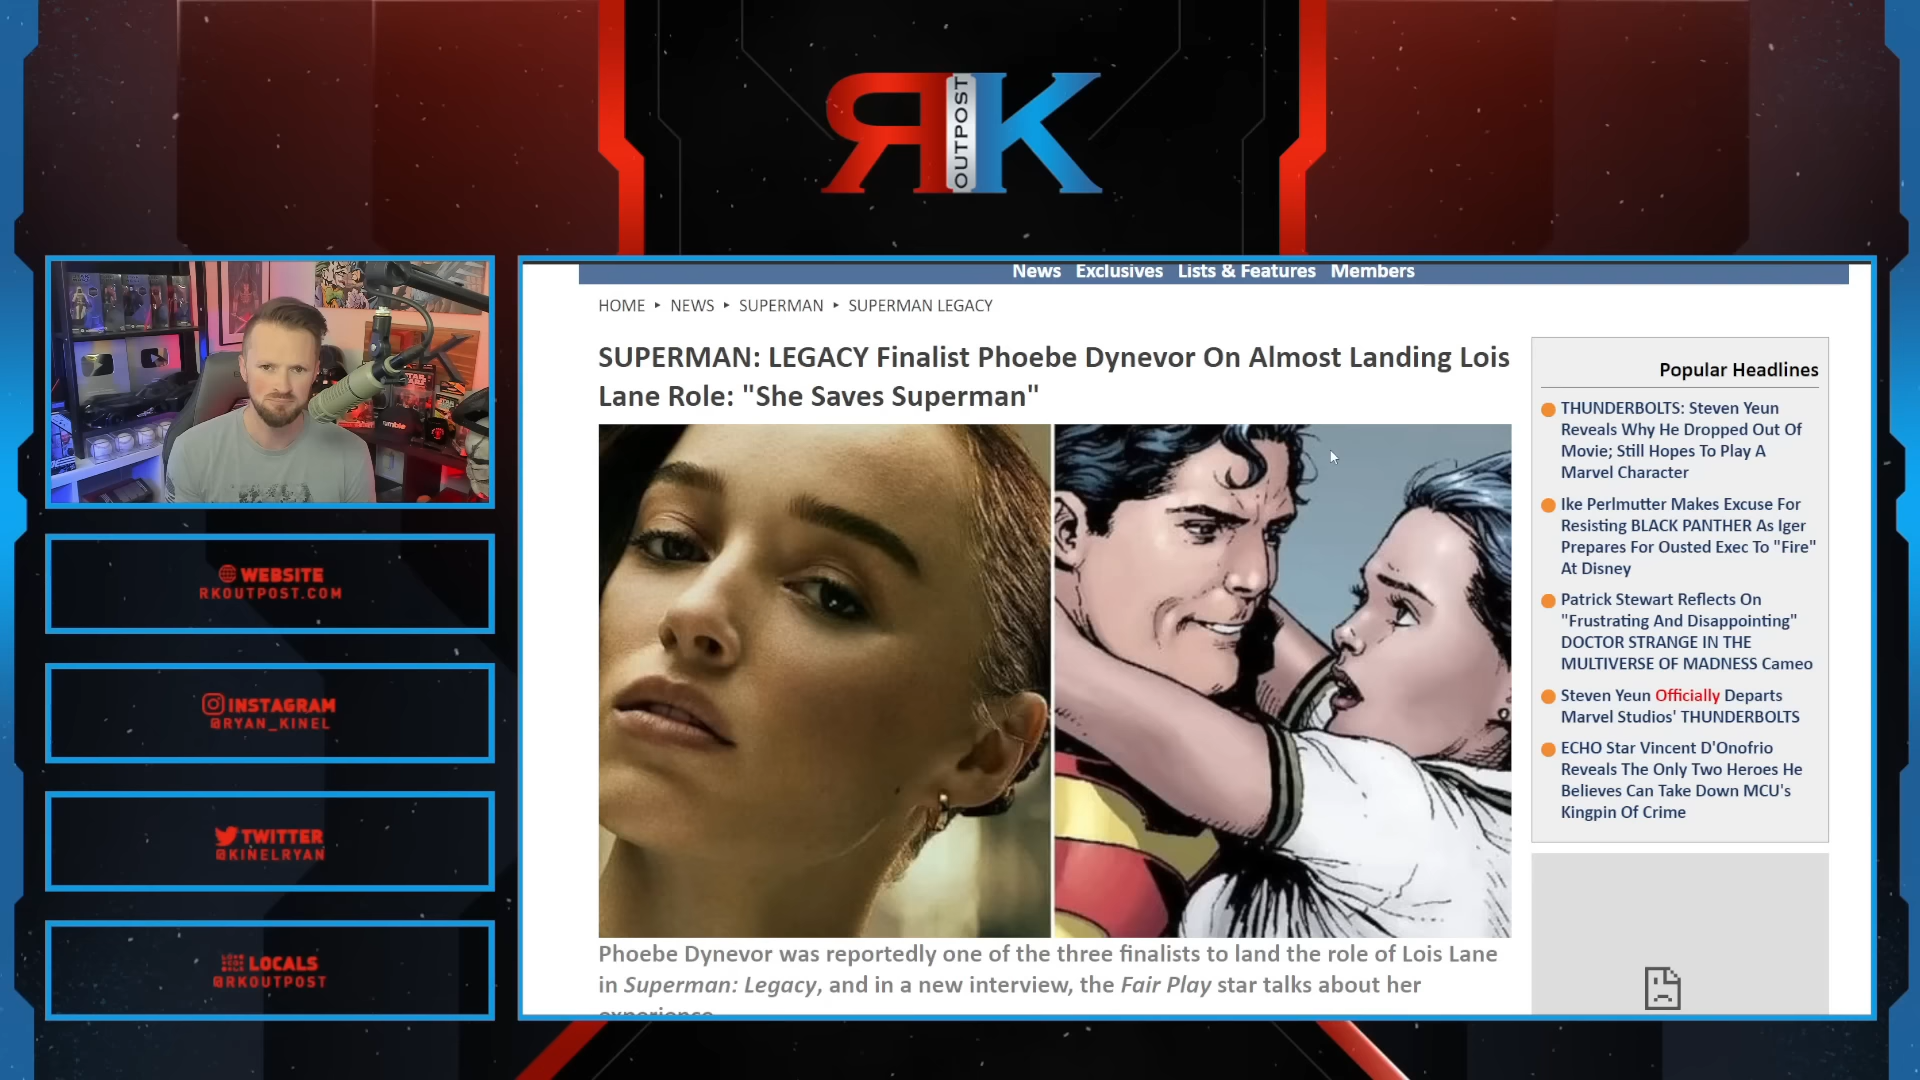 RK
OUTPOST
News Exclusives Lists & Features Members
HOME ‣ NEWS ‣ SUPERMAN ‣ SUPERMAN LEGACY
SUPERMAN: LEGACY Finalist Phoebe Dynevor On Almost Landing Lois
Lane Role: "She Saves Superman"
Phoebe Dynevor was reportedly one of the three finalists to land the role of Lois Lane
in Superman: Legacy, and in a new interview, the Fair Play star talks about her
experience.
Popular Headlines
THUNDERBOLTS: Steven Yeun
Reveals Why He Dropped Out Of
Movie; Still Hopes To Play A
Marvel Character
Ike Perlmutter Makes Excuse For
Resisting BLACK PANTHER As Iger
Prepares For Ousted Exec To "Fire"
At Disney
Patrick Stewart Reflects On
"Frustrating And Disappointing"
DOCTOR STRANGE IN THE
MULTIVERSE OF MADNESS Cameo
Steven Yeun Officially Departs
Marvel Studios' THUNDERBOLTS
ECHO Star Vincent D'Onofrio
Reveals The Only Two Heroes He
Believes Can Take Down MCU's
Kingpin Of Crime
STAR WARS
rumble
WEBSITE
RKOUTPOST.COM
INSTAGRAM
@RYAN_KINEL
TWITTER
@KINELRYAN
LOCALS
@RKOUTPOST